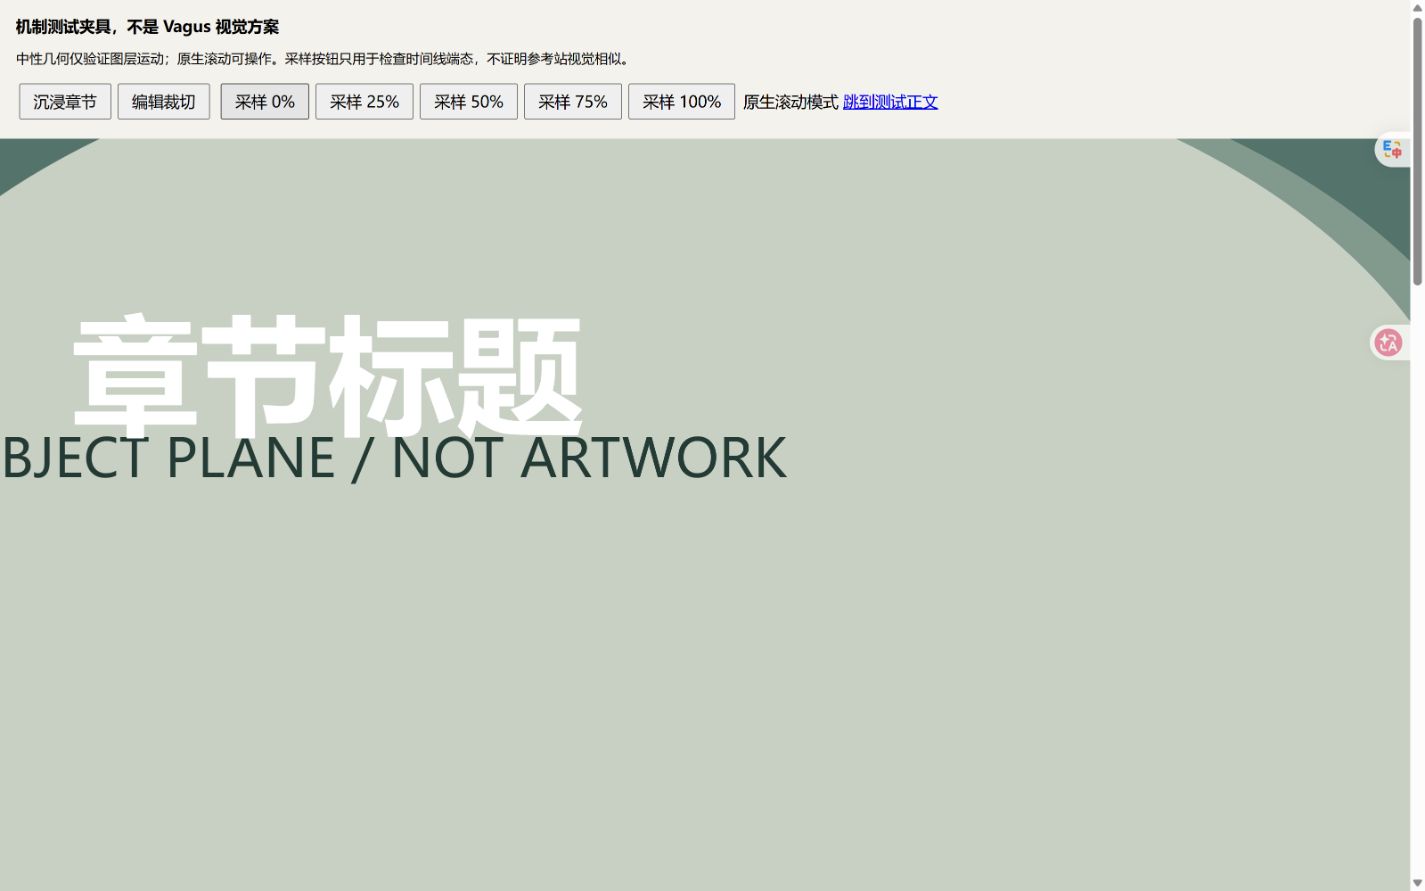 机制测试夹具，不是 Vagus 视觉方案
中性几何仅验证图层运动；原生滚动可操作。采样按钮只用于检查时间线端态，不证明参考站视觉相似。
沉浸章节 编辑裁切 采样 0% 采样 25% 采样 50% 采样 75% 采样 100% 原生滚动模式 跳到测试正文
章节标题
BJECT PLANE / NOT ARTWORK